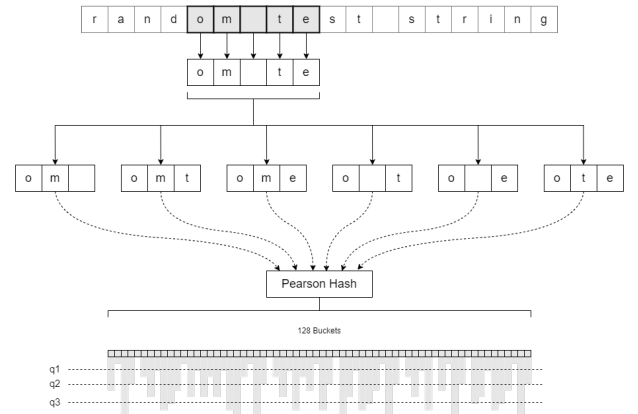 r a n d o m t e s t s t r i n g
o m t e
o m o m t o m e o t o e o t e
Pearson Hash
128 Buckets
q1
q2
q3